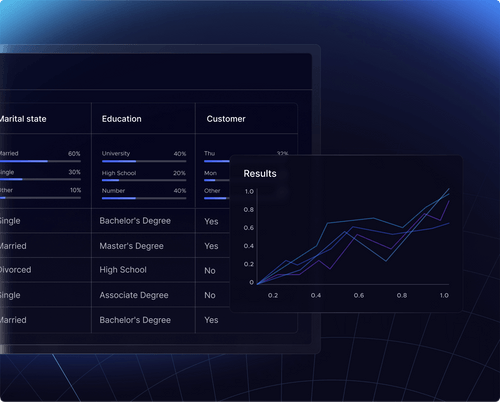 Marital state Education Customer
Married 60% University 40% Thu 32%
Single 30% High School 20% Mon
Other 10% Number 40% Other
Results
1,0
0.8
0.6
0.4
0.2
0
0.2 0.4 0.6 0.8 1.0
Single Bachelor's Degree Yes
Married Master's Degree Yes
Divorced High School No
Single Associate Degree No
Married Bachelor's Degree Yes